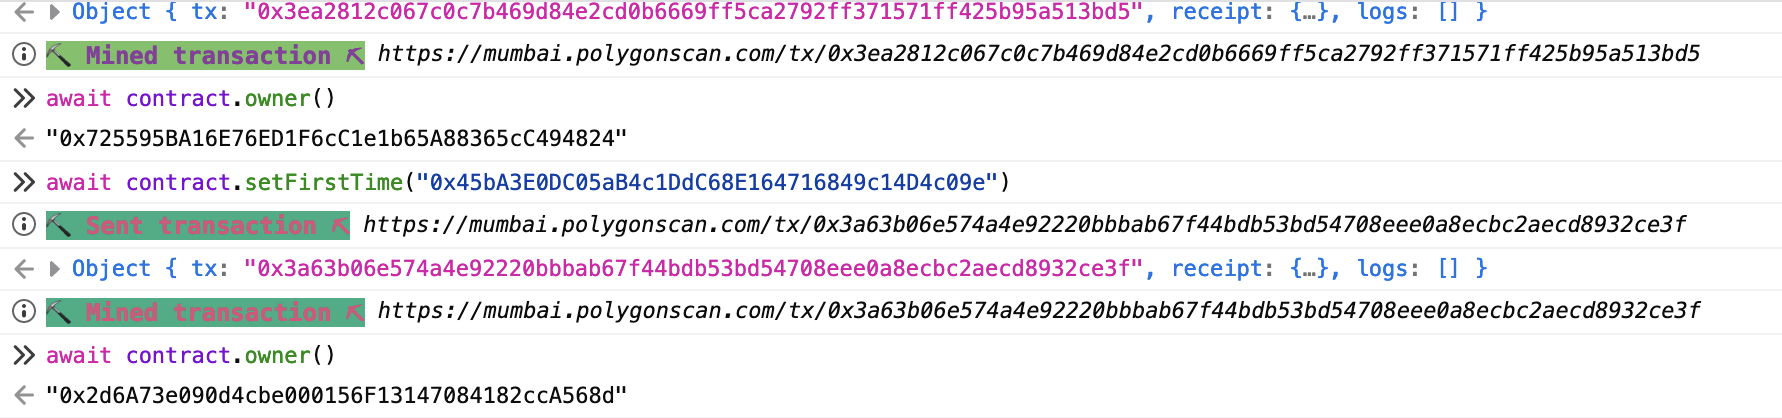 ← ▶ Object { tx: "0x3ea2812c067c0c7b469d84e2cd0b6669ff5ca2792ff371571ff425b95a513bd5", receipt: {…}, logs: [] }
ⓘ ⛏ Mined transaction ⇱ https://mumbai.polygonscan.com/tx/0x3ea2812c067c0c7b469d84e2cd0b6669ff5ca2792ff371571ff425b95a513bd5
>> await contract.owner()
← "0x725595BA16E76ED1F6cC1e1b65A88365cC494824"
>> await contract.setFirstTime("0x45bA3E0DC05aB4c1DdC68E164716849c14D4c09e")
ⓘ ⛏ Sent transaction ⇱ https://mumbai.polygonscan.com/tx/0x3a63b06e574a4e92220bbbab67f44bdb53bd54708eee0a8ecbc2aecd8932ce3f
← ▶ Object { tx: "0x3a63b06e574a4e92220bbbab67f44bdb53bd54708eee0a8ecbc2aecd8932ce3f", receipt: {…}, logs: [] }
ⓘ ⛏ Mined transaction ⇱ https://mumbai.polygonscan.com/tx/0x3a63b06e574a4e92220bbbab67f44bdb53bd54708eee0a8ecbc2aecd8932ce3f
>> await contract.owner()
← "0x2d6A73e090d4cbe000156F13147084182ccA568d"